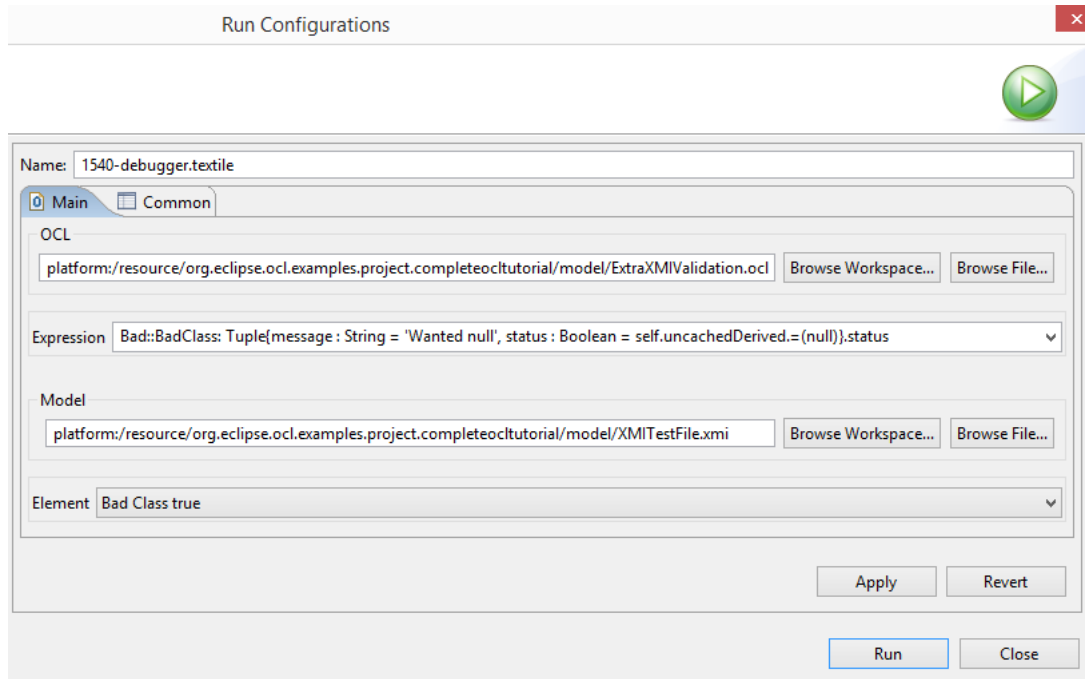 Run Configurations
Name: 1540-debugger.textile
Main Common
OCL
platform:/resource/org.eclipse.ocl.examples.project.completeocltutorial/model/ExtraXMIValidation.ocl Browse Workspace... Browse File...
Expression Bad::BadClass: Tuple{message : String = 'Wanted null', status : Boolean = self.uncachedDerived.=(null)}.status
Model
platform:/resource/org.eclipse.ocl.examples.project.completeocltutorial/model/XMITestFile.xmi Browse Workspace... Browse File...
Element Bad Class true
Apply Revert
Run Close